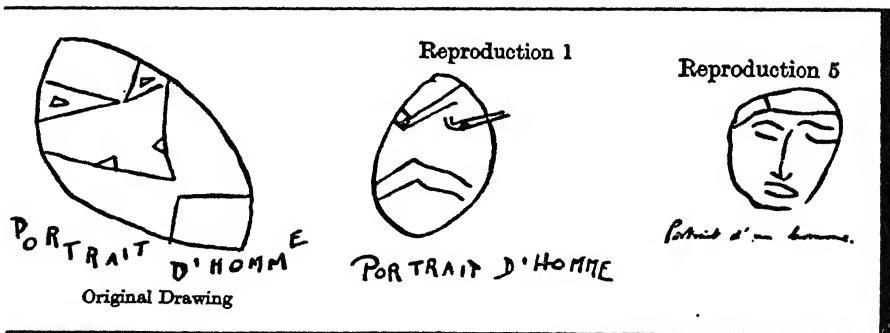 Reproduction 1
Reproduction 5
PORTRAIT D'HOMME
Original Drawing
PORTRAIT D'HOMME
Portrait d'un homme.